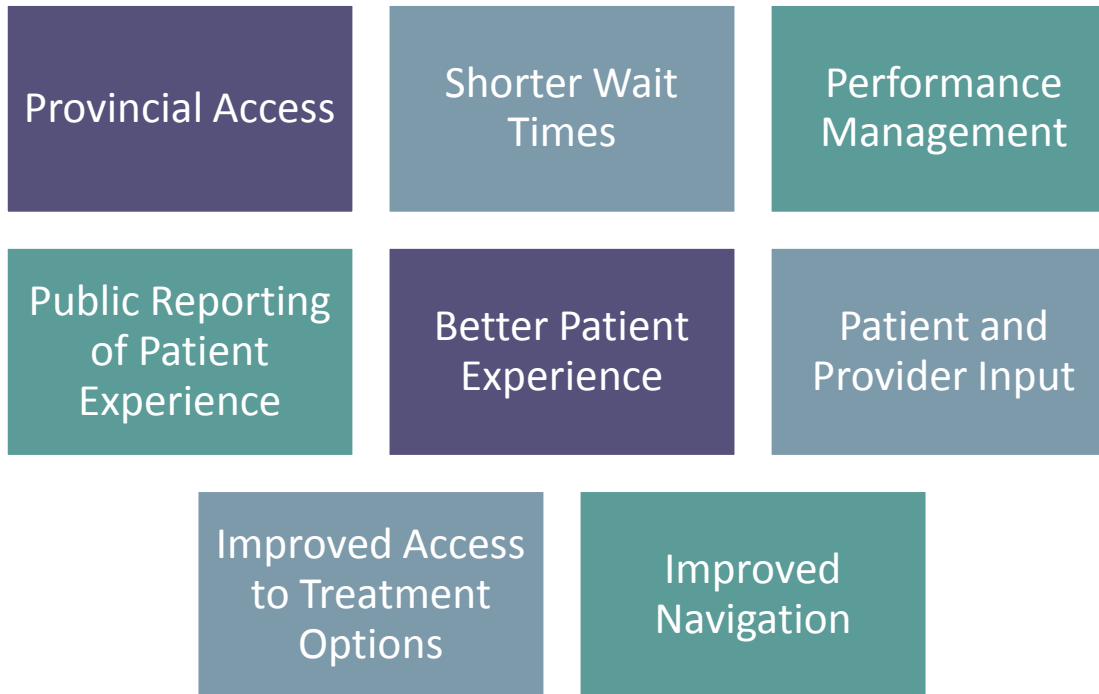 Provincial Access
Shorter Wait
Times
Performance
Management
Public Reporting
of Patient
Experience
Better Patient
Experience
Patient and
Provider Input
Improved Access
to Treatment
Options
Improved
Navigation